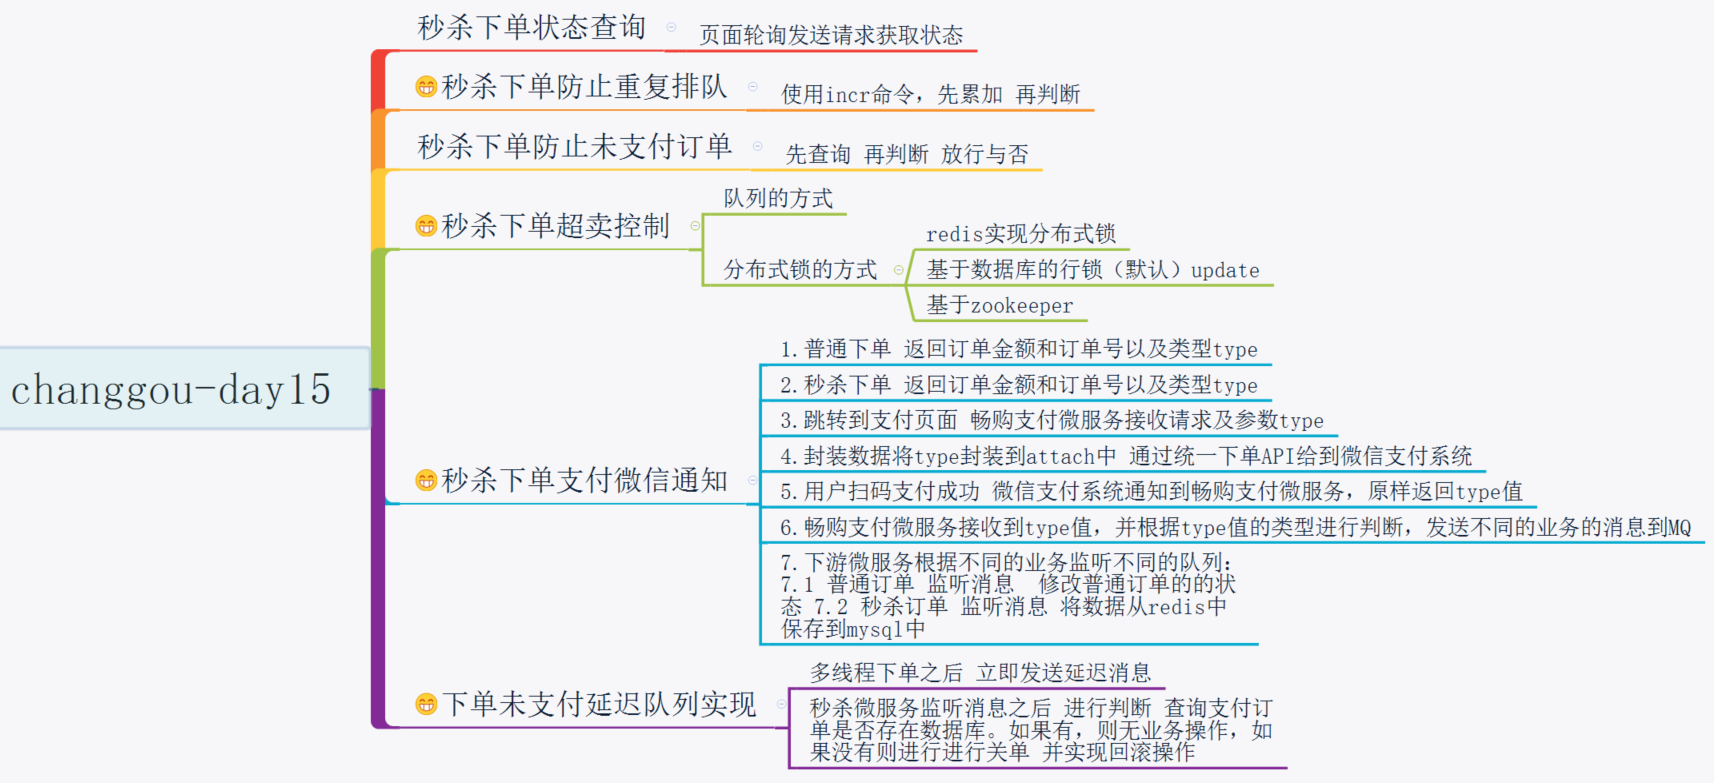 changgou-day15
秒杀下单状态查询
页面轮询发送请求获取状态
秒杀下单防止重复排队
使用incr命令，先累加 再判断
秒杀下单防止未支付订单
先查询 再判断 放行与否
秒杀下单超卖控制
队列的方式
分布式锁的方式
redis实现分布式锁
基于数据库的行锁（默认）update
基于zookeeper
秒杀下单支付微信通知
1.普通下单 返回订单金额和订单号以及类型type
2.秒杀下单 返回订单金额和订单号以及类型type
3.跳转到支付页面 畅购支付微服务接收请求及参数type
4.封装数据将type封装到attach中 通过统一下单API给到微信支付系统
5.用户扫码支付成功 微信支付系统通知到畅购支付微服务，原样返回type值
6.畅购支付微服务接收到type值，并根据type值的类型进行判断，发送不同的业务的消息到MQ
7.下游微服务根据不同的业务监听不同的队列：
7.1 普通订单 监听消息  修改普通订单的的状
态 7.2 秒杀订单 监听消息 将数据从redis中
保存到mysql中
下单未支付延迟队列实现
多线程下单之后 立即发送延迟消息
秒杀微服务监听消息之后 进行判断 查询支付订
单是否存在数据库。如果有，则无业务操作，如
果没有则进行进行关单 并实现回滚操作